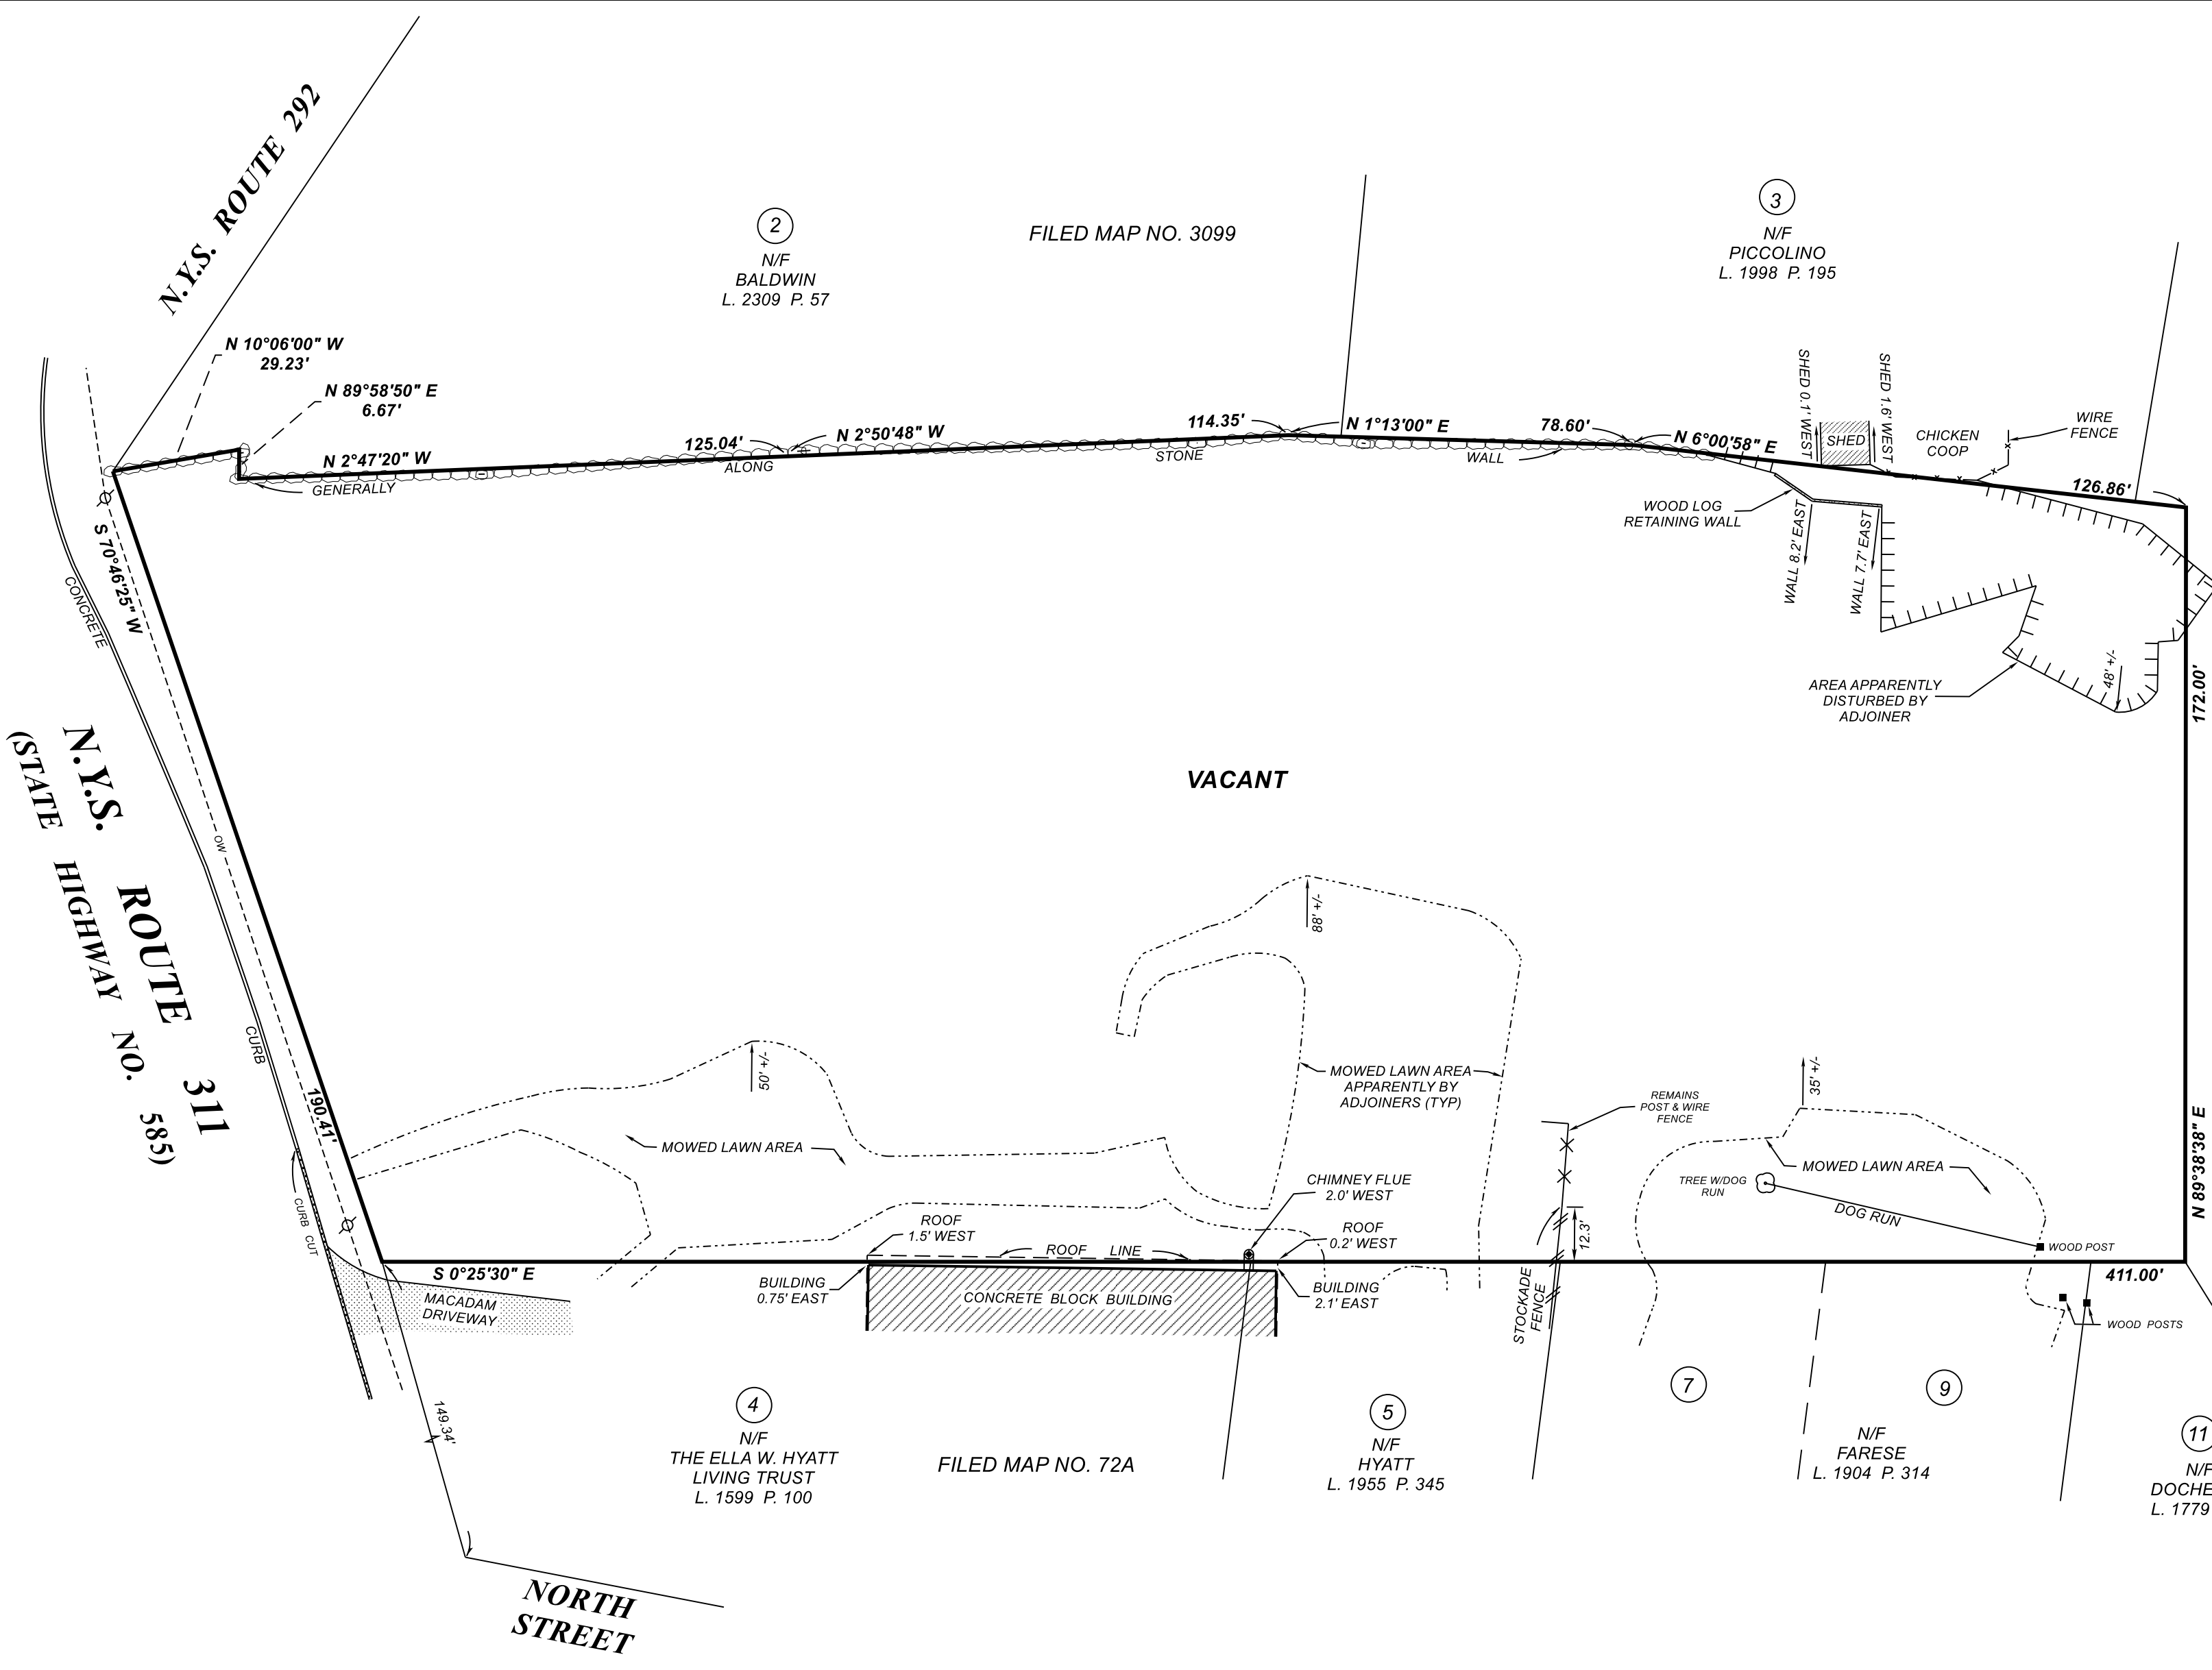 N.Y.S. ROUTE 292
2
N/F
BALDWIN
L. 2309 P. 57
FILED MAP NO. 3099
3
N/F
PICCOLINO
L. 1998 P. 195
N 10°06'00" W
29.23'
N 89°58'50" E
6.67'
N 2°47'20" W
GENERALLY
125.04'
ALONG
N 2°50'48" W
114.35'
STONE
N 1°13'00" E
WALL
78.60'
N 6°00'58" E
SHED 0.1' WEST
SHED
SHED 1.6' WEST
CHICKEN
COOP
WIRE
FENCE
126.86'
WOOD LOG
RETAINING WALL
WALL 8.2' EAST
WALL 7.7' EAST
AREA APPARENTLY
DISTURBED BY
ADJOINER
48' +/-
172.00'
N 89°38'38" E
S 70°46'25" W
CONCRETE
OW
CURB
190.41'
CURB CUT
N.Y.S. ROUTE 311
(STATE HIGHWAY NO. 585)
VACANT
88' +/-
50' +/-
MOWED LAWN AREA
APPARENTLY BY
ADJOINERS (TYP)
35' +/-
REMAINS
POST & WIRE
FENCE
MOWED LAWN AREA
MOWED LAWN AREA
TREE W/DOG
RUN
DOG RUN
WOOD POST
CHIMNEY FLUE
2.0' WEST
ROOF
1.5' WEST
ROOF LINE
ROOF
0.2' WEST
12.3'
S 0°25'30" E
411.00'
MACADAM
DRIVEWAY
BUILDING
0.75' EAST
CONCRETE BLOCK BUILDING
BUILDING
2.1' EAST
STOCKADE
FENCE
WOOD POSTS
149.34'
4
N/F
THE ELLA W. HYATT
LIVING TRUST
L. 1599 P. 100
FILED MAP NO. 72A
5
N/F
HYATT
L. 1955 P. 345
7
9
N/F
FARESE
L. 1904 P. 314
11
N/F
DOCHE
L. 1779
NORTH
STREET